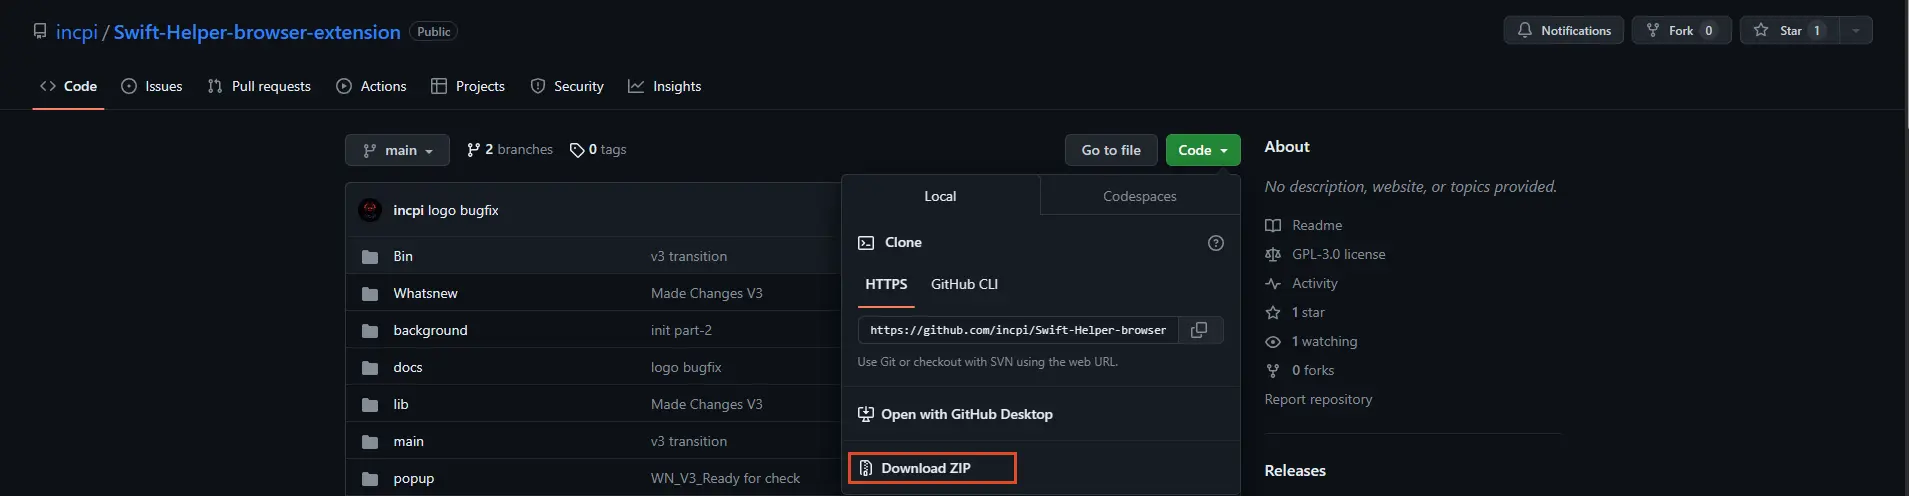 incpi / Swift-Helper-browser-extension Public
Notifications Fork 0 Star 1
Code Issues Pull requests Actions Projects Security Insights
main 2 branches 0 tags Go to file Code
incpi logo bugfix
Bin v3 transition
Whatsnew Made Changes V3
background init part-2
docs logo bugfix
lib Made Changes V3
main v3 transition
popup WN_V3_Ready for check
Local Codespaces
Clone
HTTPS GitHub CLI
https://github.com/incpi/Swift-Helper-browser
Use Git or checkout with SVN using the web URL.
Open with GitHub Desktop
Download ZIP
About
No description, website, or topics provided.
Readme
GPL-3.0 license
Activity
1 star
1 watching
0 forks
Report repository
Releases